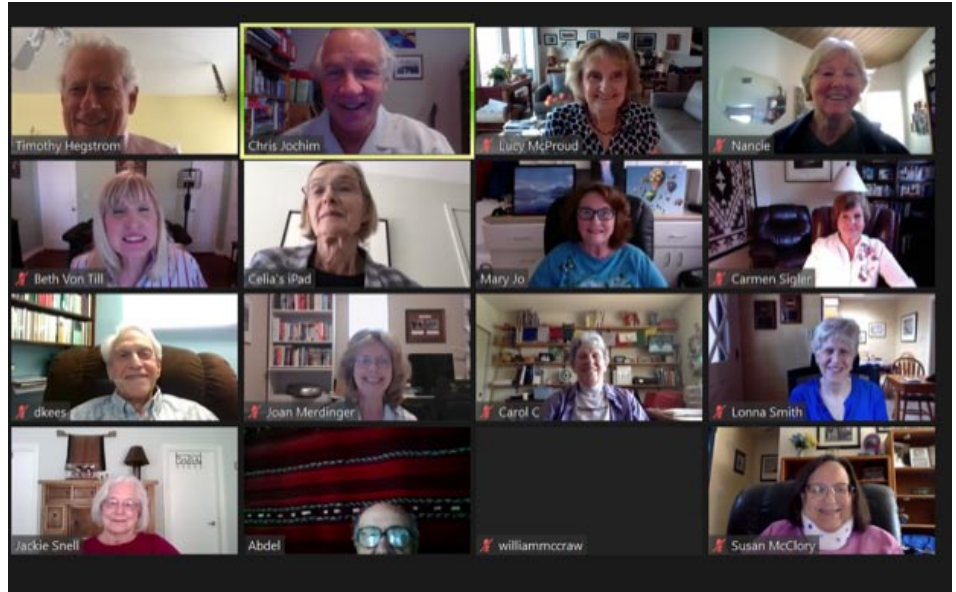 Timothy Hegstrom
Chris Jochim
Lucy McProud
Nancie
Beth Von Till
Celia's iPad
Mary Jo
Carmen Sigler
dkees
Joan Merdinger
Carol C
Lonna Smith
Jackie Snell
Abdel
williammccraw
Susan McClory